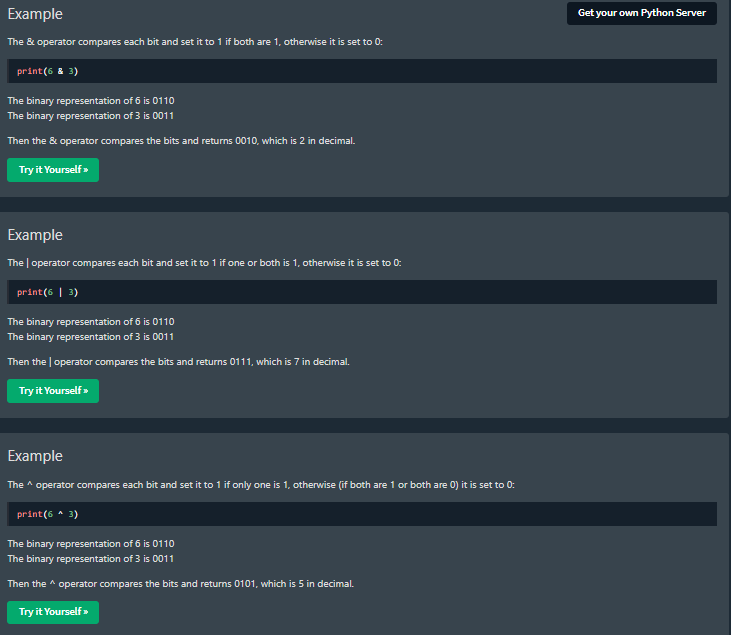 Example
Get your own Python Server
The & operator compares each bit and set it to 1 if both are 1, otherwise it is set to 0:
print(6 & 3)
The binary representation of 6 is 0110
The binary representation of 3 is 0011
Then the & operator compares the bits and returns 0010, which is 2 in decimal.
Try it Yourself »
Example
The | operator compares each bit and set it to 1 if one or both is 1, otherwise it is set to 0:
print(6 | 3)
The binary representation of 6 is 0110
The binary representation of 3 is 0011
Then the | operator compares the bits and returns 0111, which is 7 in decimal.
Try it Yourself »
Example
The ^ operator compares each bit and set it to 1 if only one is 1, otherwise (if both are 1 or both are 0) it is set to 0:
print(6 ^ 3)
The binary representation of 6 is 0110
The binary representation of 3 is 0011
Then the ^ operator compares the bits and returns 0101, which is 5 in decimal.
Try it Yourself »